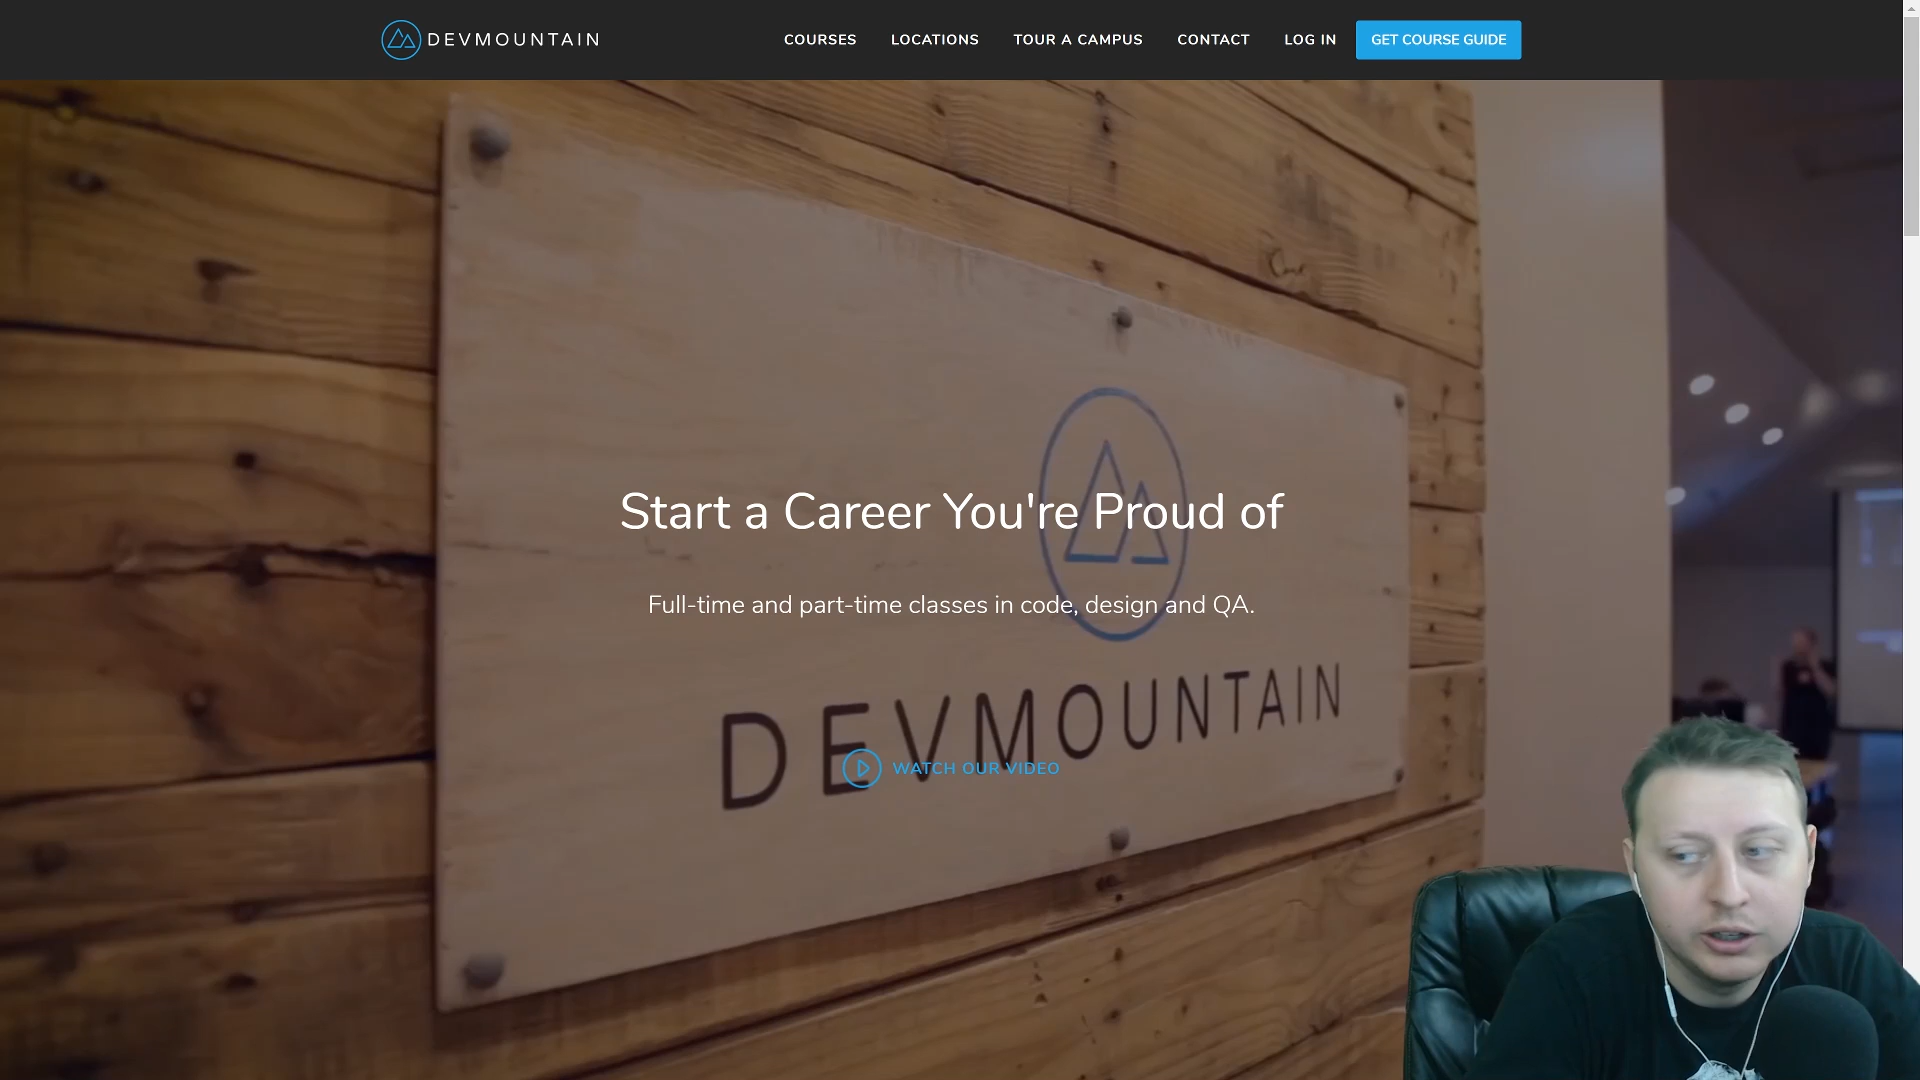 DEVMOUNTAIN
COURSES LOCATIONS TOUR A CAMPUS CONTACT LOG IN GET COURSE GUIDE
Start a Career You're Proud of
Full-time and part-time classes in code, design and QA.
DEVMOUNTAIN
WATCH OUR VIDEO